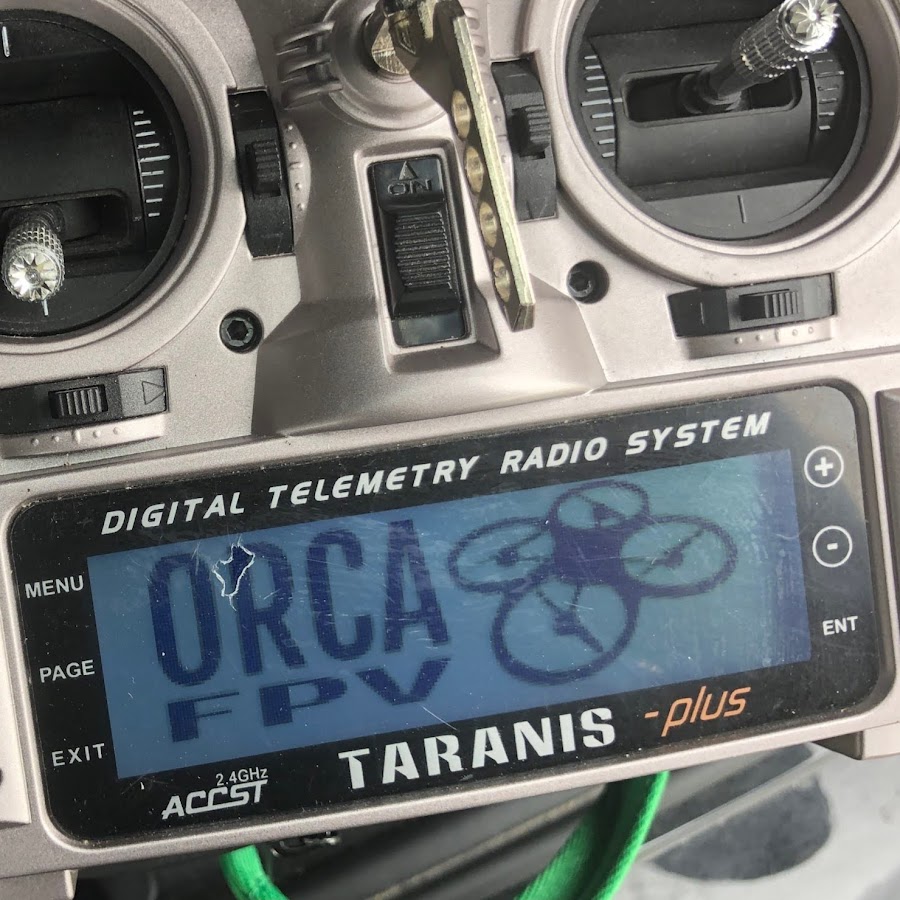 ON
DIGITAL TELEMETRY RADIO SYSTEM
+
MENU
ORCA
-
PAGE
FPV
ENT
EXIT
TARANIS -plus
2.4GHz
ACCST